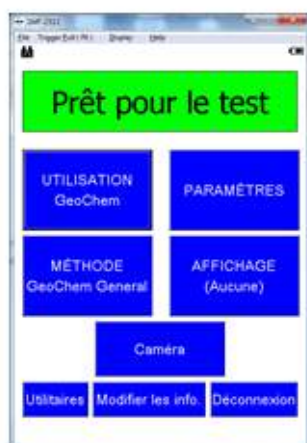 Prêt pour le test
UTILISATION
GeoChem
PARAMÈTRES
MÉTHODE
GeoChem General
AFFICHAGE
(Aucune)
Caméra
Utilitaires
Modifier les info.
Déconnexion